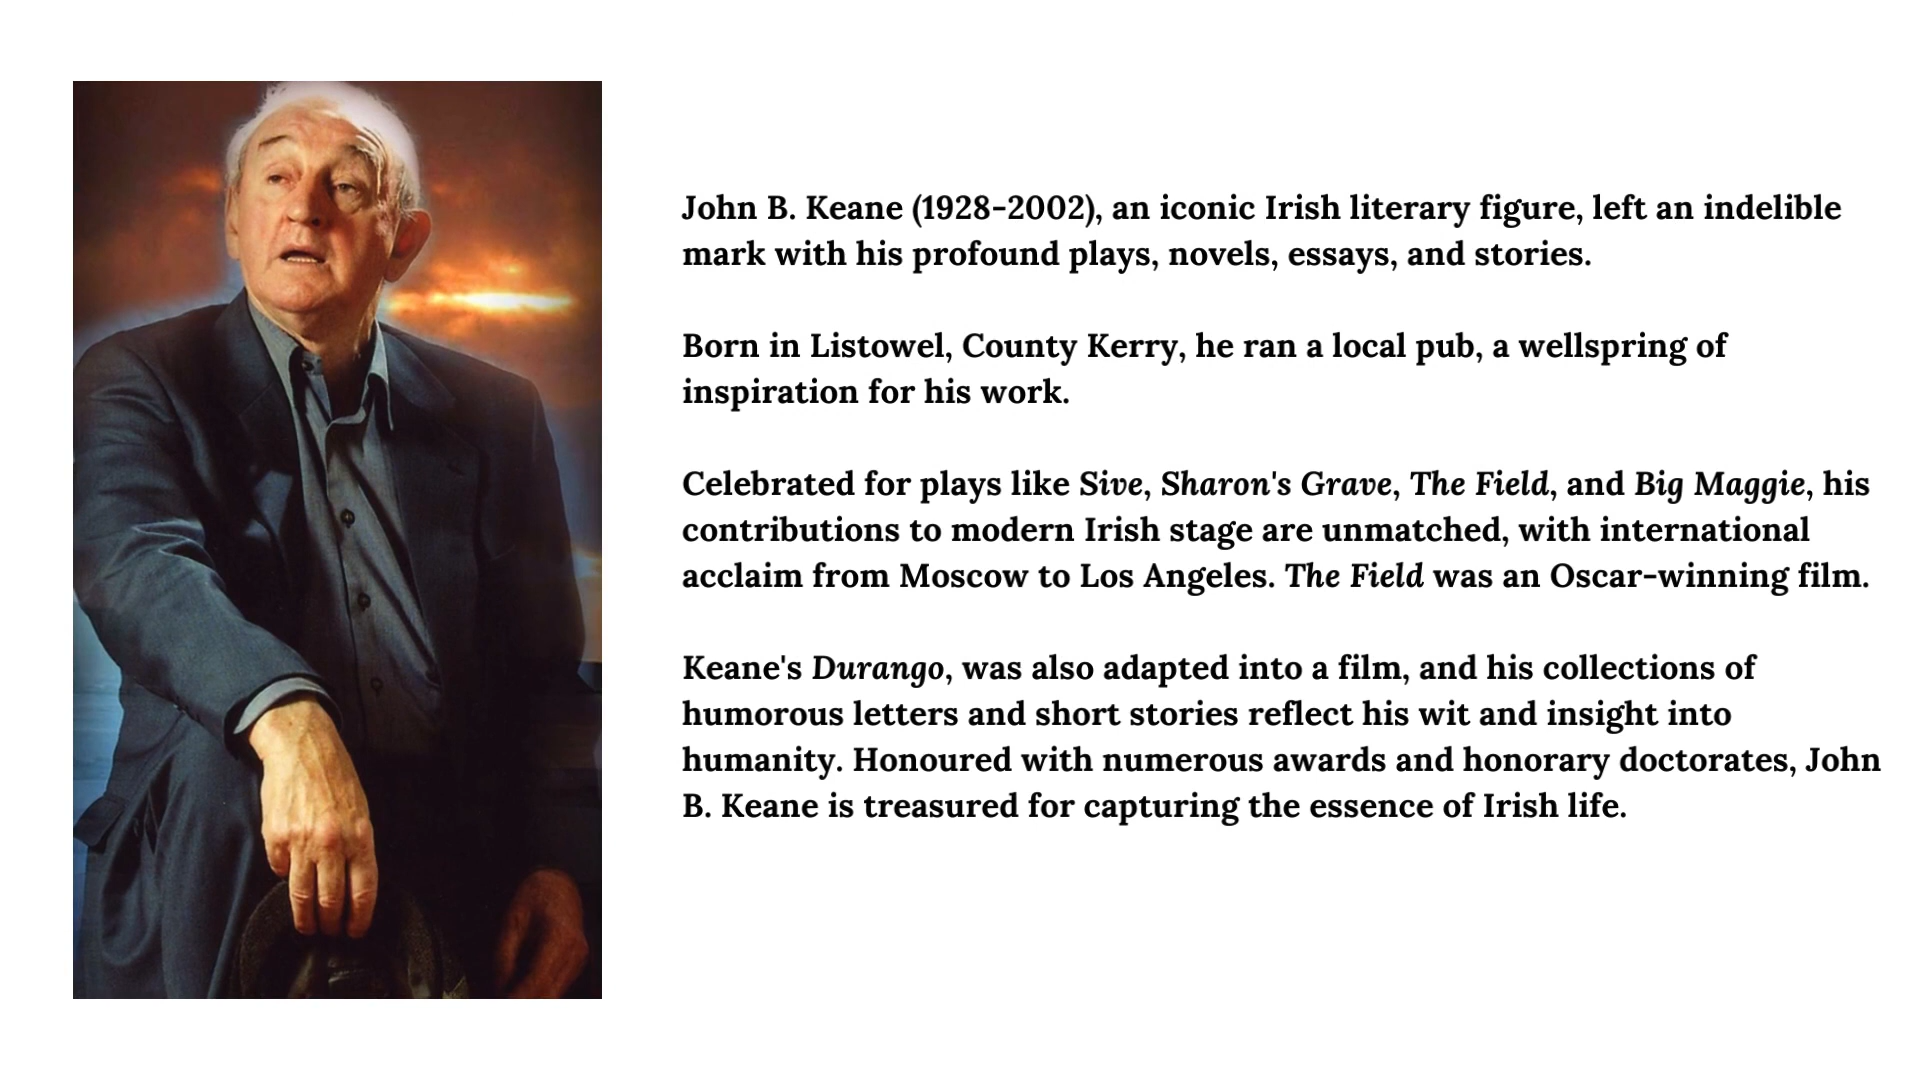 John B. Keane (1928-2002), an iconic Irish literary figure, left an indelible
mark with his profound plays, novels, essays, and stories.
Born in Listowel, County Kerry, he ran a local pub, a wellspring of
inspiration for his work.
Celebrated for plays like Sive, Sharon's Grave, The Field, and Big Maggie, his
contributions to modern Irish stage are unmatched, with international
acclaim from Moscow to Los Angeles. The Field was an Oscar-winning film.
Keane's Durango, was also adapted into a film, and his collections of
humorous letters and short stories reflect his wit and insight into
humanity. Honoured with numerous awards and honorary doctorates, John
B. Keane is treasured for capturing the essence of Irish life.